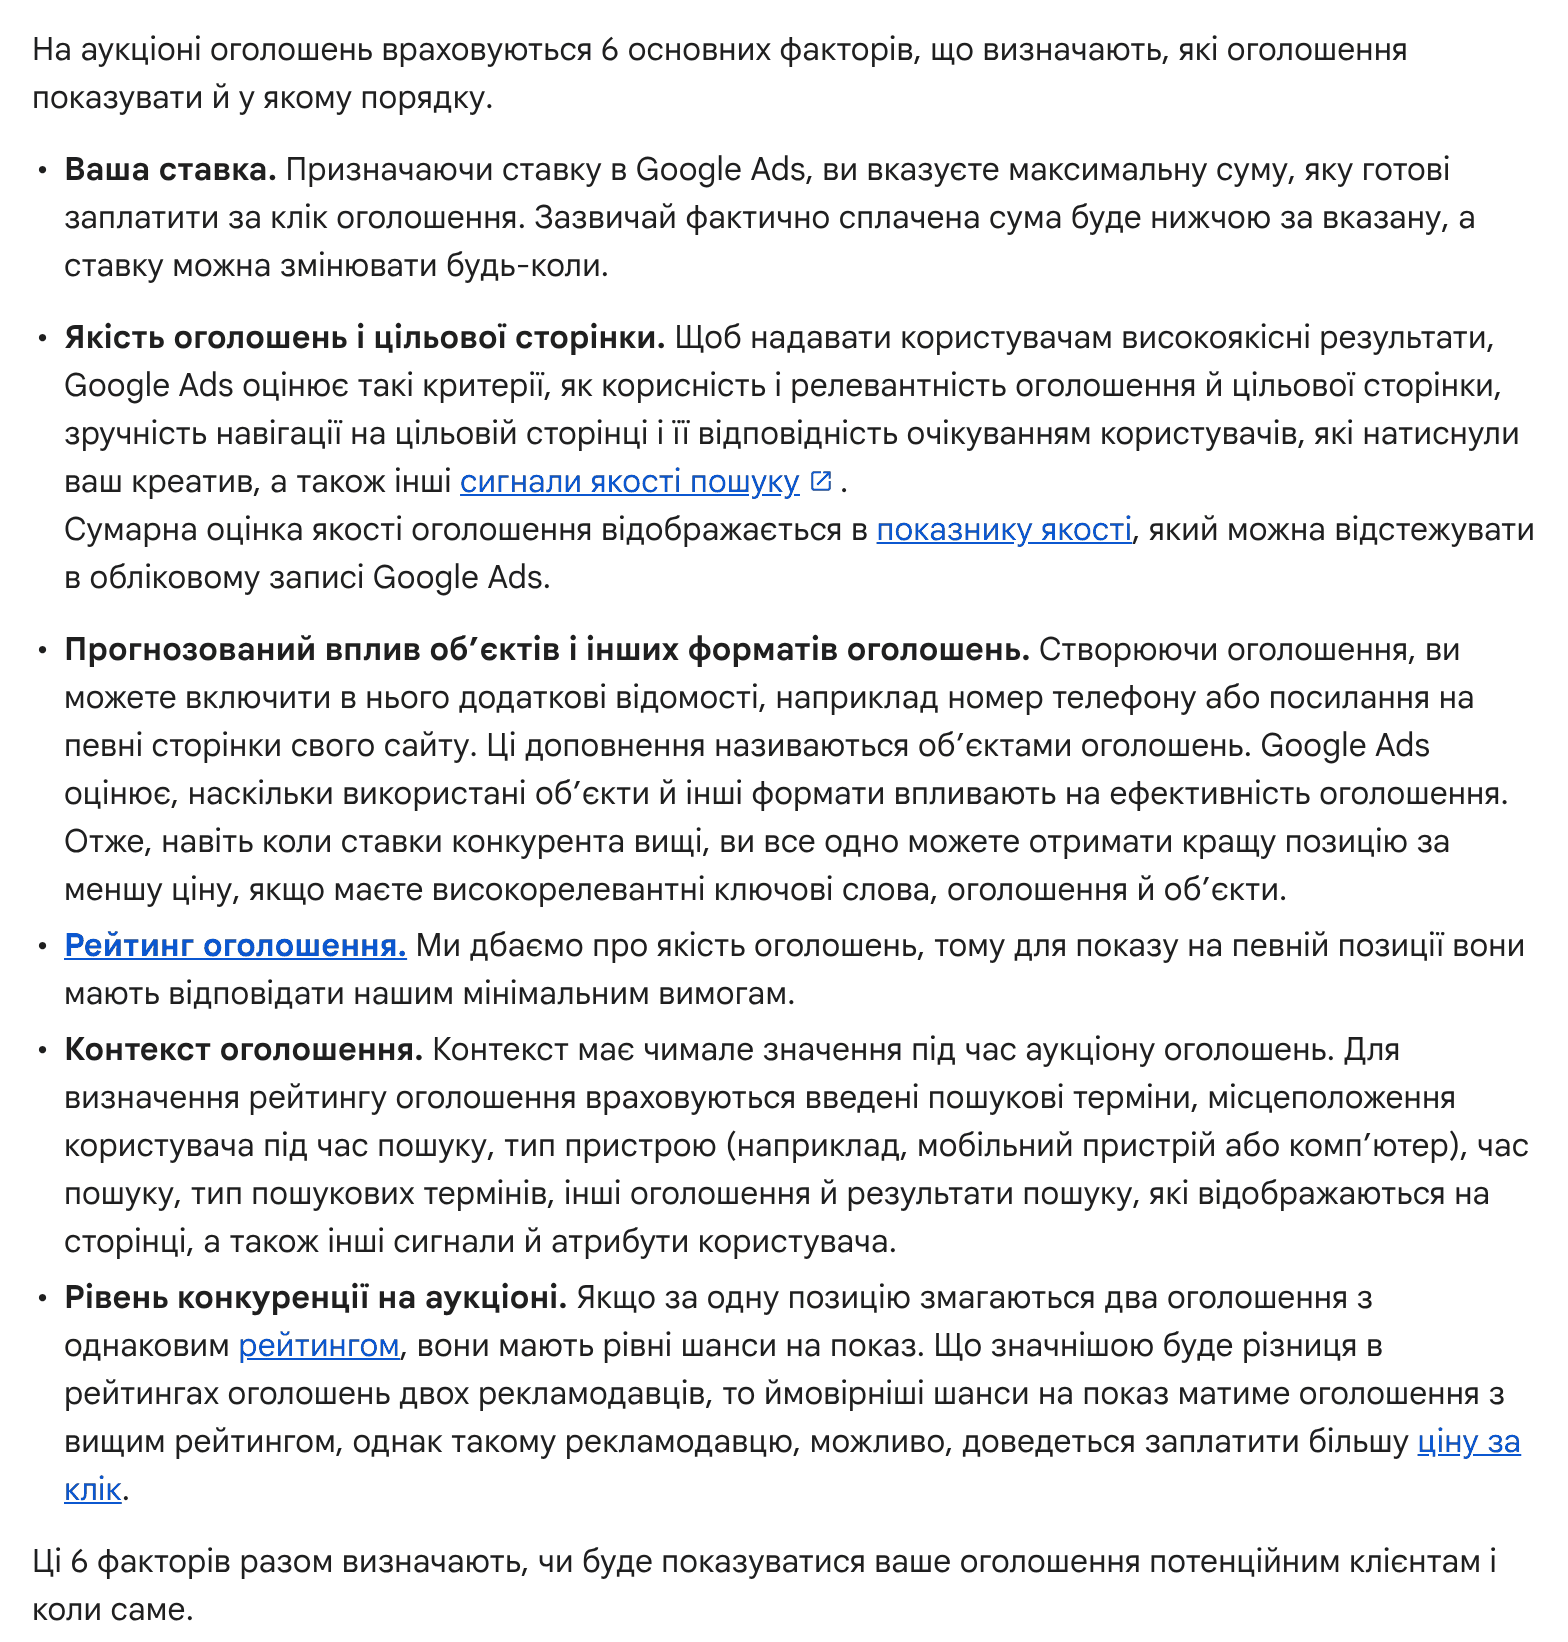 На аукціоні оголошень враховуються 6 основних факторів, що визначають, які оголошення
показувати й у якому порядку.
• Ваша ставка. Призначаючи ставку в Google Ads, ви вказуєте максимальну суму, яку готові
заплатити за клік оголошення. Зазвичай фактично сплачена сума буде нижчою за вказану, а
ставку можна змінювати будь-коли.
• Якість оголошень і цільової сторінки. Щоб надавати користувачам високоякісні результати,
Google Ads оцінює такі критерії, як корисність і релевантність оголошення й цільової сторінки,
зручність навігації на цільовій сторінці і її відповідність очікуванням користувачів, які натиснули
ваш креатив, а також інші сигнали якості пошуку .
Сумарна оцінка якості оголошення відображається в показнику якості, який можна відстежувати
в обліковому записі Google Ads.
• Прогнозований вплив об’єктів і інших форматів оголошень. Створюючи оголошення, ви
можете включити в нього додаткові відомості, наприклад номер телефону або посилання на
певні сторінки свого сайту. Ці доповнення називаються об’єктами оголошень. Google Ads
оцінює, наскільки використані об’єкти й інші формати впливають на ефективність оголошення.
Отже, навіть коли ставки конкурента вищі, ви все одно можете отримати кращу позицію за
меншу ціну, якщо маєте високорелевантні ключові слова, оголошення й об’єкти.
• Рейтинг оголошення. Ми дбаємо про якість оголошень, тому для показу на певній позиції вони
мають відповідати нашим мінімальним вимогам.
• Контекст оголошення. Контекст має чимале значення під час аукціону оголошень. Для
визначення рейтингу оголошення враховуються введені пошукові терміни, місцеположення
користувача під час пошуку, тип пристрою (наприклад, мобільний пристрій або комп’ютер), час
пошуку, тип пошукових термінів, інші оголошення й результати пошуку, які відображаються на
сторінці, а також інші сигнали й атрибути користувача.
• Рівень конкуренції на аукціоні. Якщо за одну позицію змагаються два оголошення з
однаковим рейтингом, вони мають рівні шанси на показ. Що значнішою буде різниця в
рейтингах оголошень двох рекламодавців, то ймовірніші шанси на показ матиме оголошення з
вищим рейтингом, однак такому рекламодавцю, можливо, доведеться заплатити більшу ціну за
клік.
Ці 6 факторів разом визначають, чи буде показуватися ваше оголошення потенційним клієнтам і
коли саме.